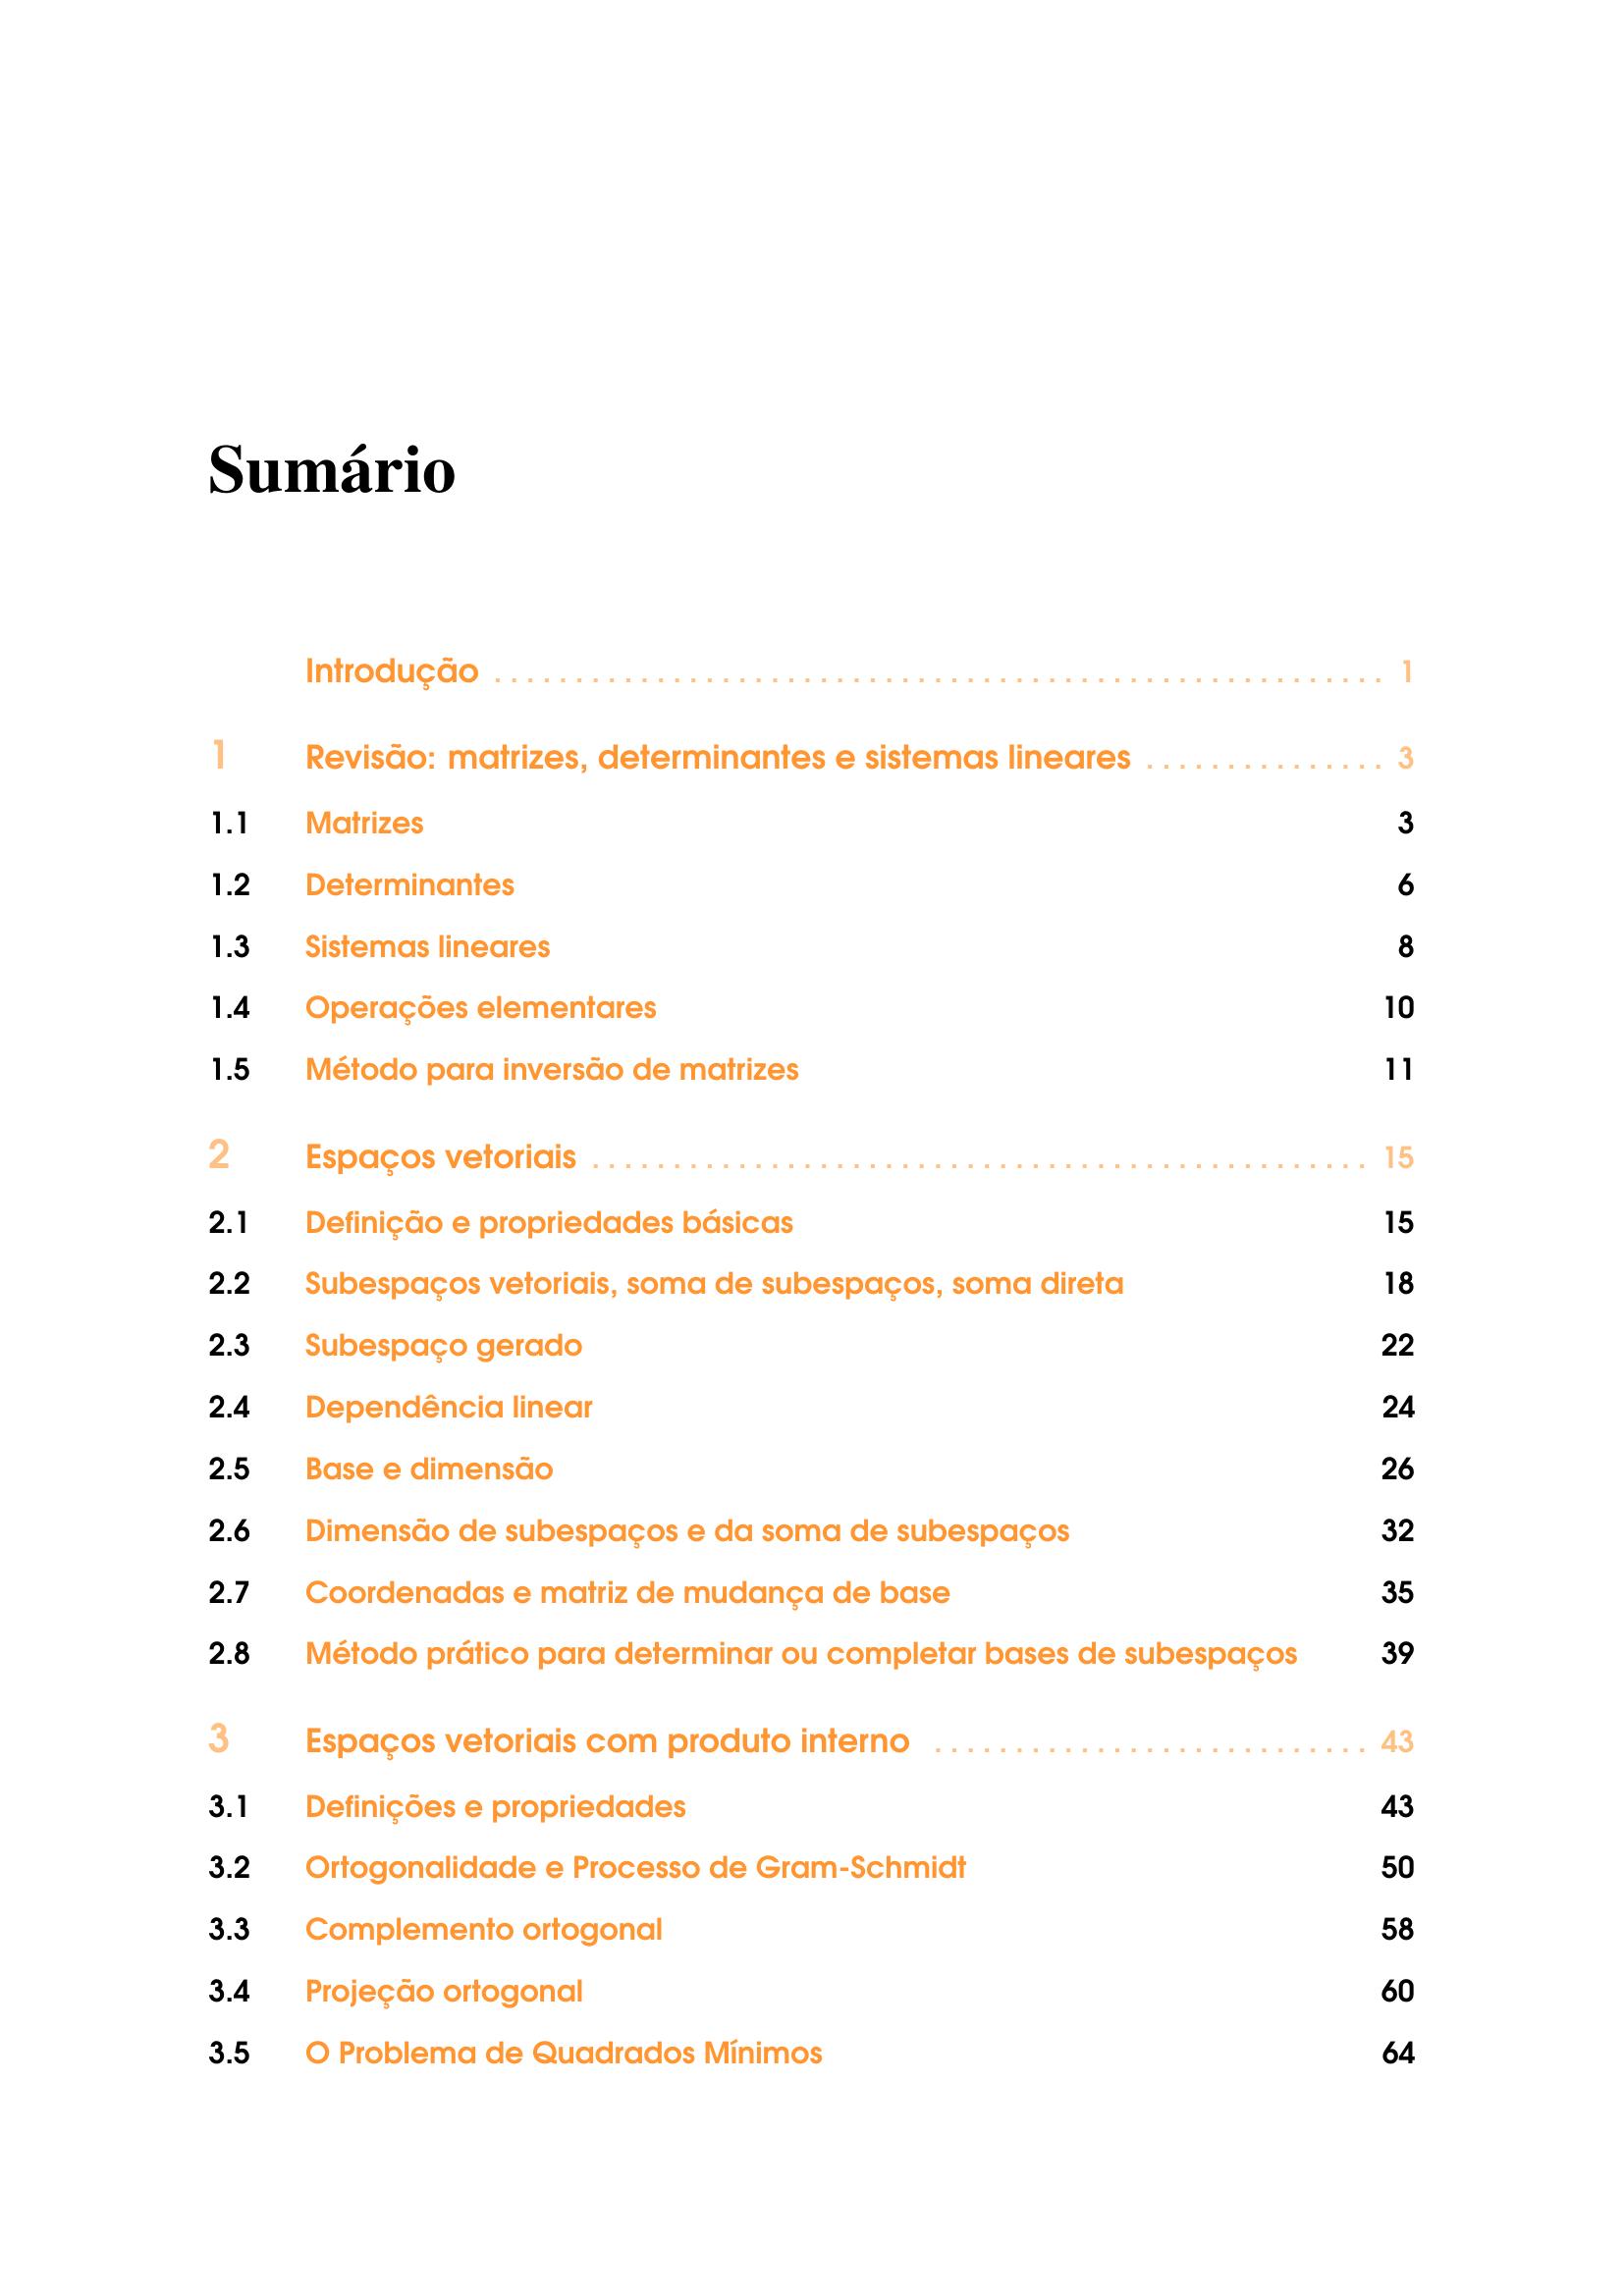 Sumário
Introdução . . . . . . . . . . . . . . . . . . . . . . . . . . . . . . . . . . . . . . . . . . . . . . . . . . . . . . . 1
1 Revisão: matrizes, determinantes e sistemas lineares . . . . . . . . . . . . . . . 3
1.1 Matrizes 3
1.2 Determinantes 6
1.3 Sistemas lineares 8
1.4 Operações elementares 10
1.5 Método para inversão de matrizes 11
2 Espaços vetoriais . . . . . . . . . . . . . . . . . . . . . . . . . . . . . . . . . . . . . . . . . . . . . . . . 15
2.1 Definição e propriedades básicas 15
2.2 Subespaços vetoriais, soma de subespaços, soma direta 18
2.3 Subespaço gerado 22
2.4 Dependência linear 24
2.5 Base e dimensão 26
2.6 Dimensão de subespaços e da soma de subespaços 32
2.7 Coordenadas e matriz de mudança de base 35
2.8 Método prático para determinar ou completar bases de subespaços 39
3 Espaços vetoriais com produto interno . . . . . . . . . . . . . . . . . . . . . . . . . . . 43
3.1 Definições e propriedades 43
3.2 Ortogonalidade e Processo de Gram-Schmidt 50
3.3 Complemento ortogonal 58
3.4 Projeção ortogonal 60
3.5 O Problema de Quadrados Mínimos 64